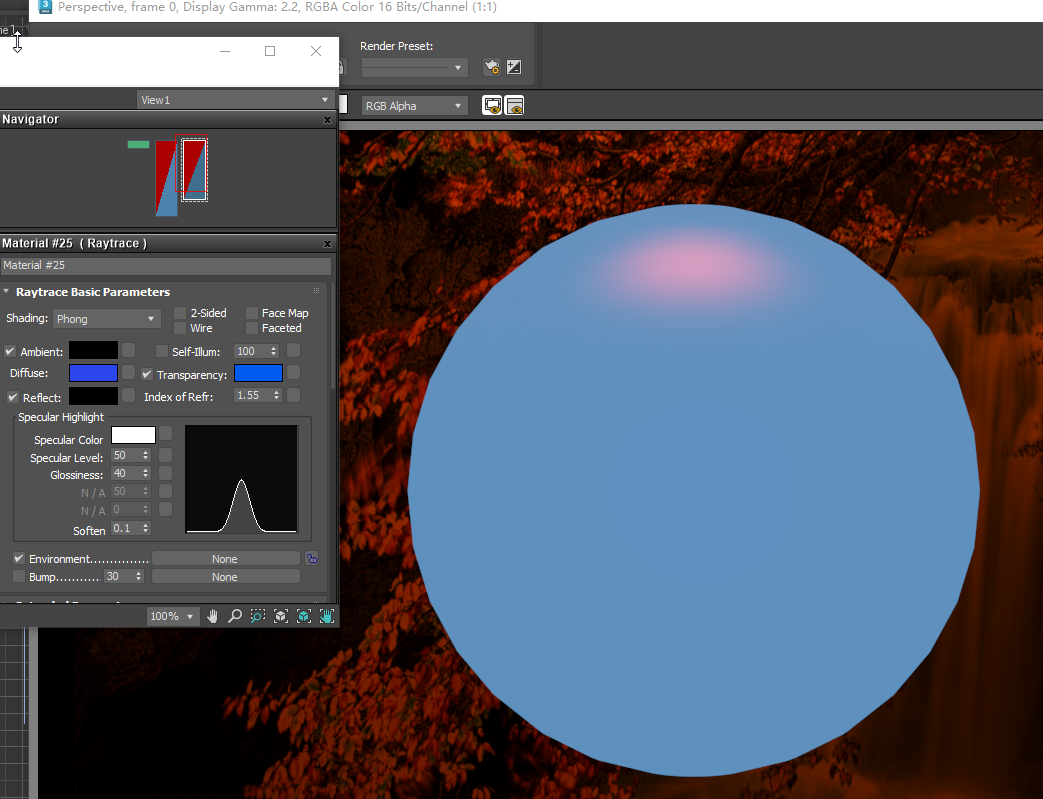 Perspective, frame 0, Display Gamma: 2.2, RGBA Color 16 Bits/Channel (1:1)
Render Preset:
View1
RGB Alpha
Navigator
Material #25 ( Raytrace )
Material #25
Raytrace Basic Parameters
Shading: Phong
2-Sided
Face Map
Wire
Faceted
Ambient:
Self-Illum: 100
Diffuse:
Transparency:
Reflect:
Index of Refr: 1.55
Specular Highlight
Specular Color
Specular Level: 50
Glossiness: 40
N / A 50
N / A 0
Soften 0.1
Environment.............. None
Bump........... 30 None
100%